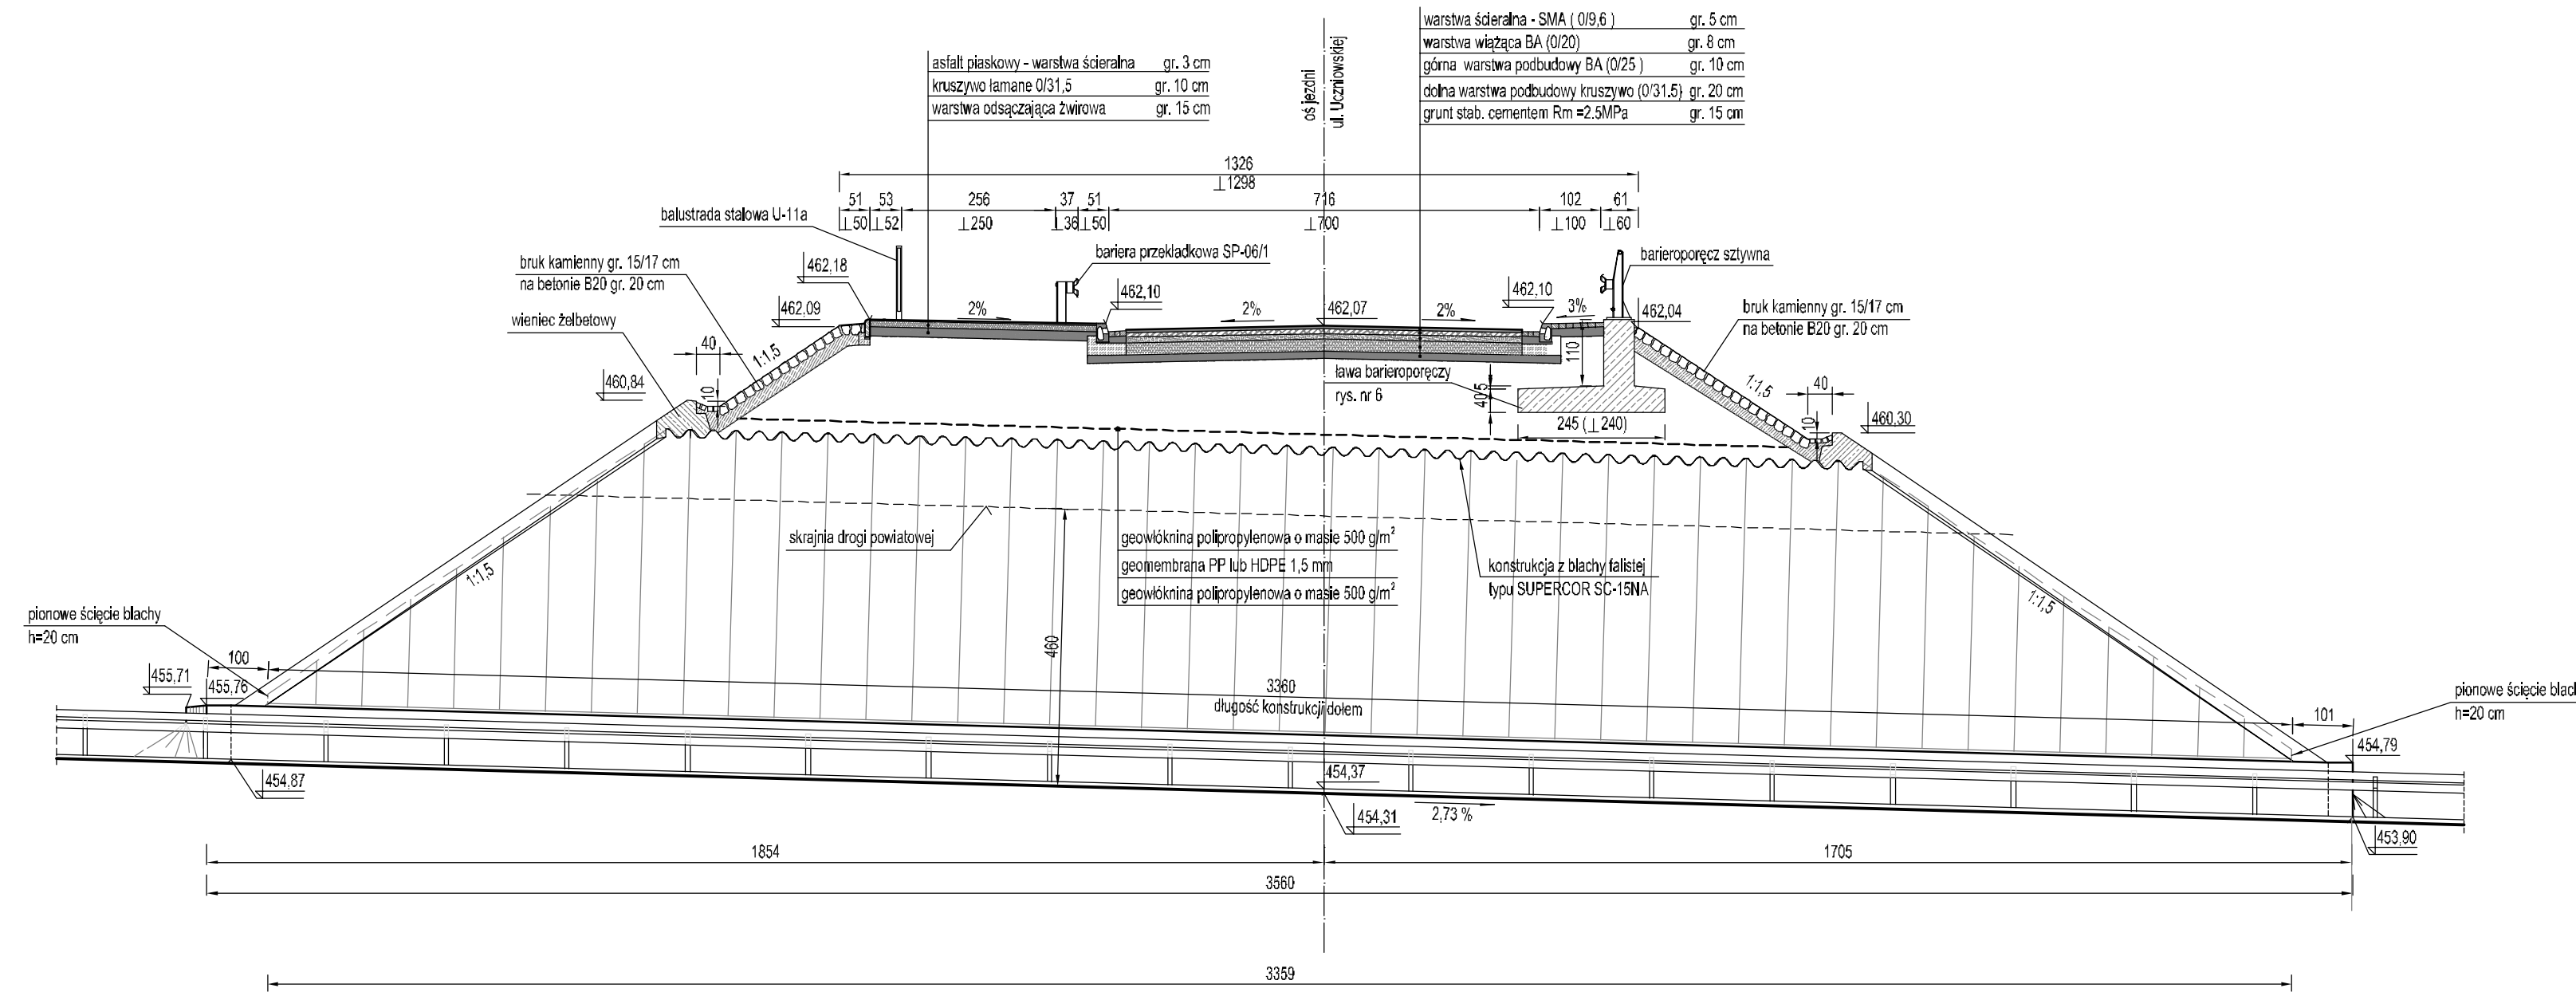 warstwa ścieralna - SMA ( 0/9,6 ) gr. 5 cm
warstwa wiążąca BA (0/20) gr. 8 cm
górna warstwa podbudowy BA (0/25 ) gr. 10 cm
dolna warstwa podbudowy kruszywo (0/31.5) gr. 20 cm
grunt stab. cementem Rm =2.5MPa gr. 15 cm
oś jezdni
ul. Uczniowskiej
asfalt piaskowy - warstwa ścieralna gr. 3 cm
kruszywo łamane 0/31,5 gr. 10 cm
warstwa odsączająca żwirowa gr. 15 cm
1326
⊥1298
51 53 256 37 51 716 102 61
⊥50 ⊥52 ⊥250 ⊥36 ⊥50 ⊥700 ⊥100 ⊥60
balustrada stalowa U-11a
bariera przekładkowa SP-06/1
barieroporęcz sztywna
bruk kamienny gr. 15/17 cm
na betonie B20 gr. 20 cm
wieniec żelbetowy
462,18
462,09
462,10
462,07
462,10
462,04
2%
2%
2%
3%
bruk kamienny gr. 15/17 cm
na betonie B20 gr. 20 cm
40
1:1,5
10
460,84
ława barieroporęczy
rys. nr 6
110
5
40
245 (⊥240)
1:1,5
40
10
460,30
skrajnia drogi powiatowej
geowłóknina polipropylenowa o masie 500 g/m²
geomembrana PP lub HDPE 1,5 mm
geowłóknina polipropylenowa o masie 500 g/m²
konstrukcja z blachy falistej
typu SUPERCOR SC-15NA
1:1,5
1:1,5
pionowe ścięcie blachy
h=20 cm
460
100
455,71
455,76
3360
długość konstrukcji dołem
pionowe ścięcie blach
h=20 cm
101
454,79
454,87
454,37
454,31
2,73 %
453,90
1854
1705
3560
3359